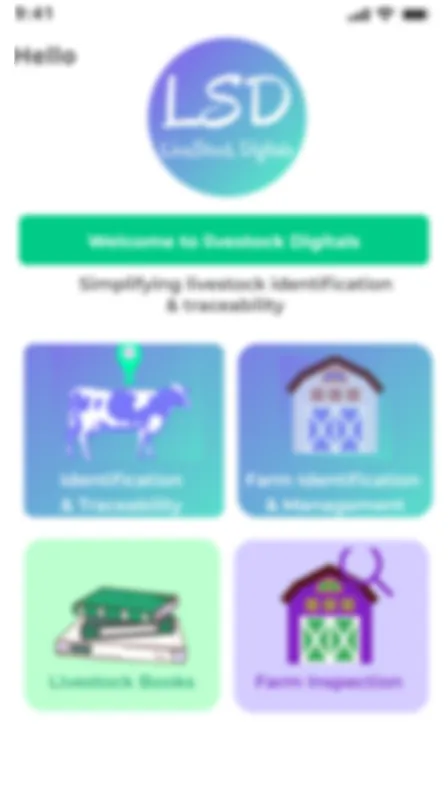 9:41
Hello
LSD
LiveStock Digitals
Welcome to livestock Digitals
Simplifying livestock identification
& traceability
Identification
& Traceability
Farm Identification
& Management
Livestock Books
Farm Inspection